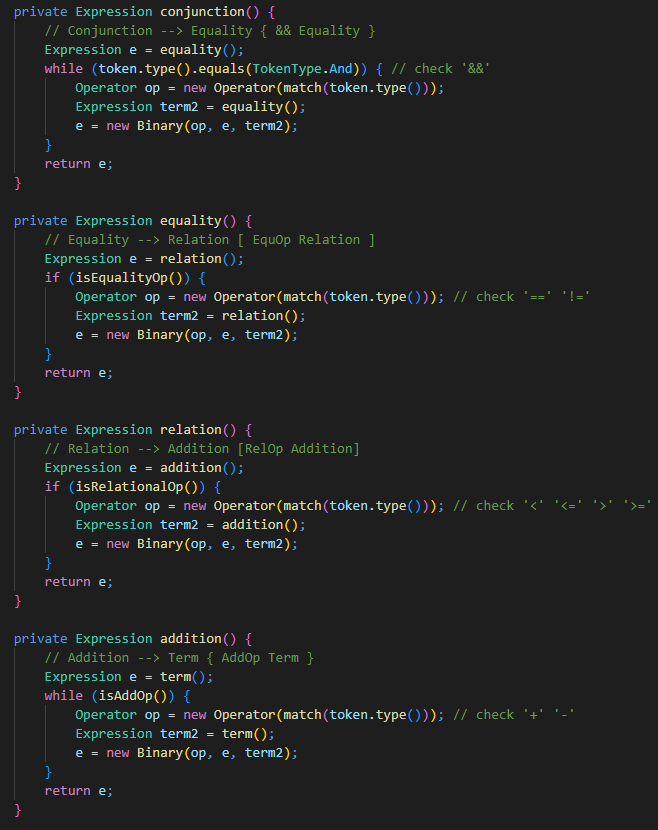 private Expression conjunction() {
    // Conjunction --> Equality { && Equality }
    Expression e = equality();
    while (token.type().equals(TokenType.And)) { // check '&&'
        Operator op = new Operator(match(token.type()));
        Expression term2 = equality();
        e = new Binary(op, e, term2);
    }
    return e;
}

private Expression equality() {
    // Equality --> Relation [ EquOp Relation ]
    Expression e = relation();
    if (isEqualityOp()) {
        Operator op = new Operator(match(token.type())); // check '==' '!='
        Expression term2 = relation();
        e = new Binary(op, e, term2);
    }
    return e;
}

private Expression relation() {
    // Relation --> Addition [RelOp Addition]
    Expression e = addition();
    if (isRelationalOp()) {
        Operator op = new Operator(match(token.type())); // check '<' '<=' '>' '>='
        Expression term2 = addition();
        e = new Binary(op, e, term2);
    }
    return e;
}

private Expression addition() {
    // Addition --> Term { AddOp Term }
    Expression e = term();
    while (isAddOp()) {
        Operator op = new Operator(match(token.type())); // check '+' '-'
        Expression term2 = term();
        e = new Binary(op, e, term2);
    }
    return e;
}